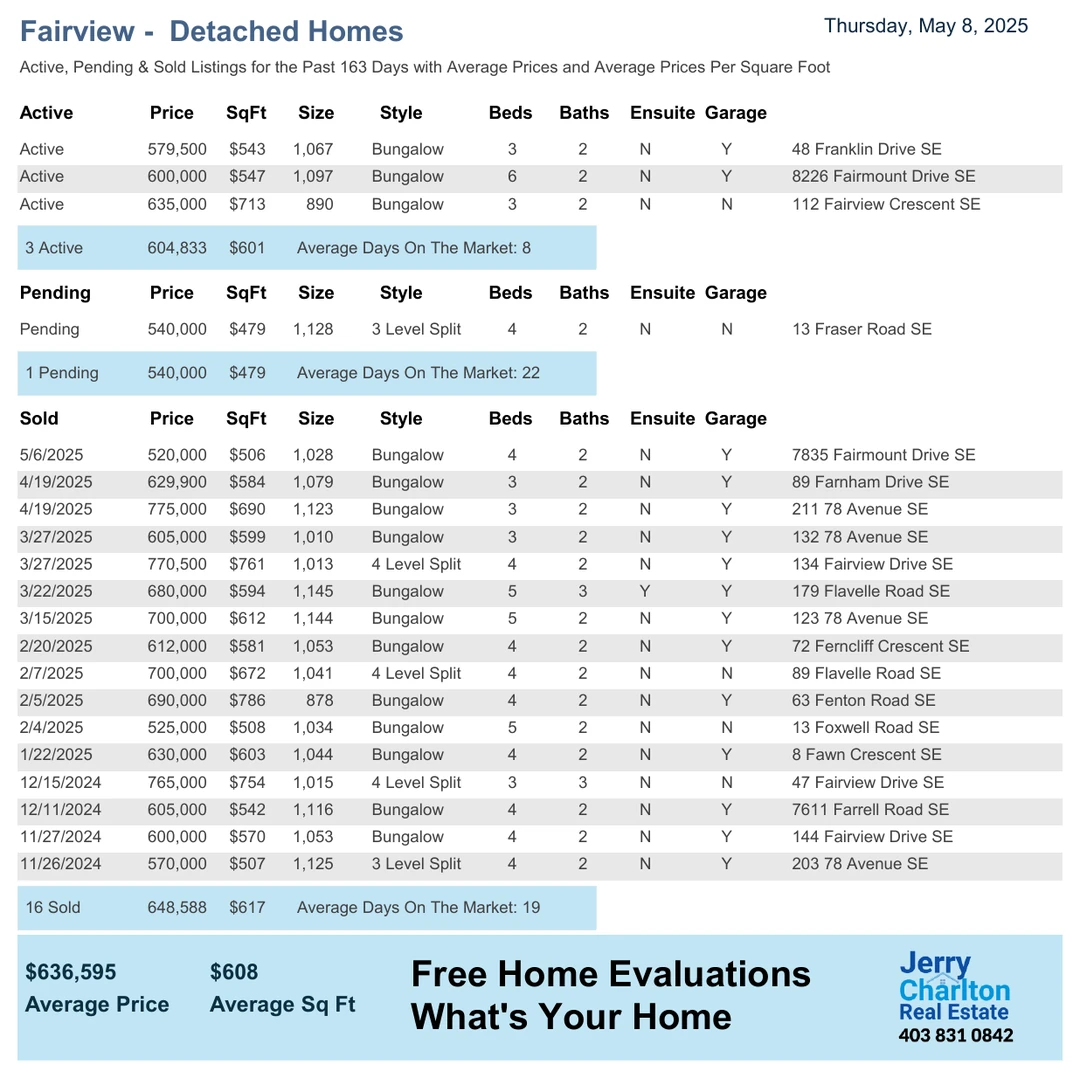 Fairview - Detached Homes
Thursday, May 8, 2025
Active, Pending & Sold Listings for the Past 163 Days with Average Prices and Average Prices Per Square Foot
Active Price SqFt Size Style Beds Baths Ensuite Garage
Active 579,500 $543 1,067 Bungalow 3 2 N Y 48 Franklin Drive SE
Active 600,000 $547 1,097 Bungalow 6 2 N Y 8226 Fairmount Drive SE
Active 635,000 $713 890 Bungalow 3 2 N N 112 Fairview Crescent SE
3 Active 604,833 $601 Average Days On The Market: 8
Pending Price SqFt Size Style Beds Baths Ensuite Garage
Pending 540,000 $479 1,128 3 Level Split 4 2 N N 13 Fraser Road SE
1 Pending 540,000 $479 Average Days On The Market: 22
Sold Price SqFt Size Style Beds Baths Ensuite Garage
5/6/2025 520,000 $506 1,028 Bungalow 4 2 N Y 7835 Fairmount Drive SE
4/19/2025 629,900 $584 1,079 Bungalow 3 2 N Y 89 Farnham Drive SE
4/19/2025 775,000 $690 1,123 Bungalow 3 2 N Y 211 78 Avenue SE
3/27/2025 605,000 $599 1,010 Bungalow 3 2 N Y 132 78 Avenue SE
3/27/2025 770,500 $761 1,013 4 Level Split 4 2 N Y 134 Fairview Drive SE
3/22/2025 680,000 $594 1,145 Bungalow 5 3 Y Y 179 Flavelle Road SE
3/15/2025 700,000 $612 1,144 Bungalow 5 2 N Y 123 78 Avenue SE
2/20/2025 612,000 $581 1,053 Bungalow 4 2 N Y 72 Ferncliff Crescent SE
2/7/2025 700,000 $672 1,041 4 Level Split 4 2 N N 89 Flavelle Road SE
2/5/2025 690,000 $786 878 Bungalow 4 2 N Y 63 Fenton Road SE
2/4/2025 525,000 $508 1,034 Bungalow 5 2 N N 13 Foxwell Road SE
1/22/2025 630,000 $603 1,044 Bungalow 4 2 N Y 8 Fawn Crescent SE
12/15/2024 765,000 $754 1,015 4 Level Split 3 3 N N 47 Fairview Drive SE
12/11/2024 605,000 $542 1,116 Bungalow 4 2 N Y 7611 Farrell Road SE
11/27/2024 600,000 $570 1,053 Bungalow 4 2 N Y 144 Fairview Drive SE
11/26/2024 570,000 $507 1,125 3 Level Split 4 2 N Y 203 78 Avenue SE
16 Sold 648,588 $617 Average Days On The Market: 19
$636,595 $608
Average Price Average Sq Ft
Free Home Evaluations
What's Your Home
Jerry
Charlton
Real Estate
403 831 0842